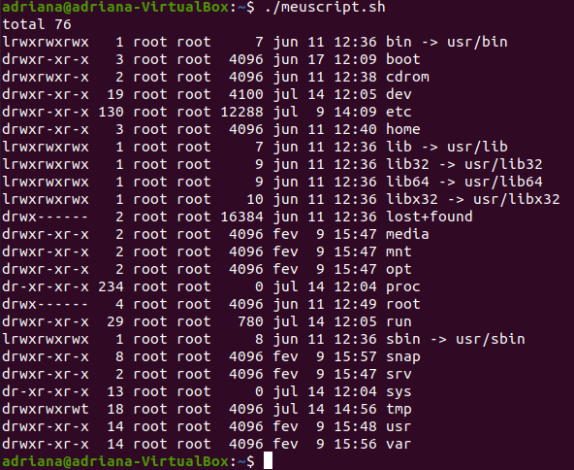 adriana@adriana-VirtualBox:~$ ./meuscript.sh
total 76
lrwxrwxrwx   1 root root     7 jun 11 12:36 bin -> usr/bin
drwxr-xr-x   3 root root  4096 jun 17 12:09 boot
drwxrwxr-x   2 root root  4096 jun 11 12:38 cdrom
drwxr-xr-x  19 root root  4100 jul 14 12:05 dev
drwxr-xr-x 130 root root 12288 jul  9 14:09 etc
drwxr-xr-x   3 root root  4096 jun 11 12:40 home
lrwxrwxrwx   1 root root     7 jun 11 12:36 lib -> usr/lib
lrwxrwxrwx   1 root root     9 jun 11 12:36 lib32 -> usr/lib32
lrwxrwxrwx   1 root root     9 jun 11 12:36 lib64 -> usr/lib64
lrwxrwxrwx   1 root root    10 jun 11 12:36 libx32 -> usr/libx32
drwx------   2 root root 16384 jun 11 12:36 lost+found
drwxr-xr-x   2 root root  4096 fev  9 15:47 media
drwxr-xr-x   2 root root  4096 fev  9 15:47 mnt
drwxr-xr-x   2 root root  4096 fev  9 15:47 opt
dr-xr-xr-x 234 root root     0 jul 14 12:04 proc
drwx------   4 root root  4096 jun 11 12:49 root
drwxr-xr-x  29 root root   780 jul 14 12:05 run
lrwxrwxrwx   1 root root     8 jun 11 12:36 sbin -> usr/sbin
drwxr-xr-x   8 root root  4096 fev  9 15:57 snap
drwxr-xr-x   2 root root  4096 fev  9 15:47 srv
dr-xr-xr-x  13 root root     0 jul 14 12:04 sys
drwxrwxrwt  18 root root  4096 jul 14 14:56 tmp
drwxr-xr-x  14 root root  4096 fev  9 15:48 usr
drwxr-xr-x  14 root root  4096 fev  9 15:56 var
adriana@adriana-VirtualBox:~$